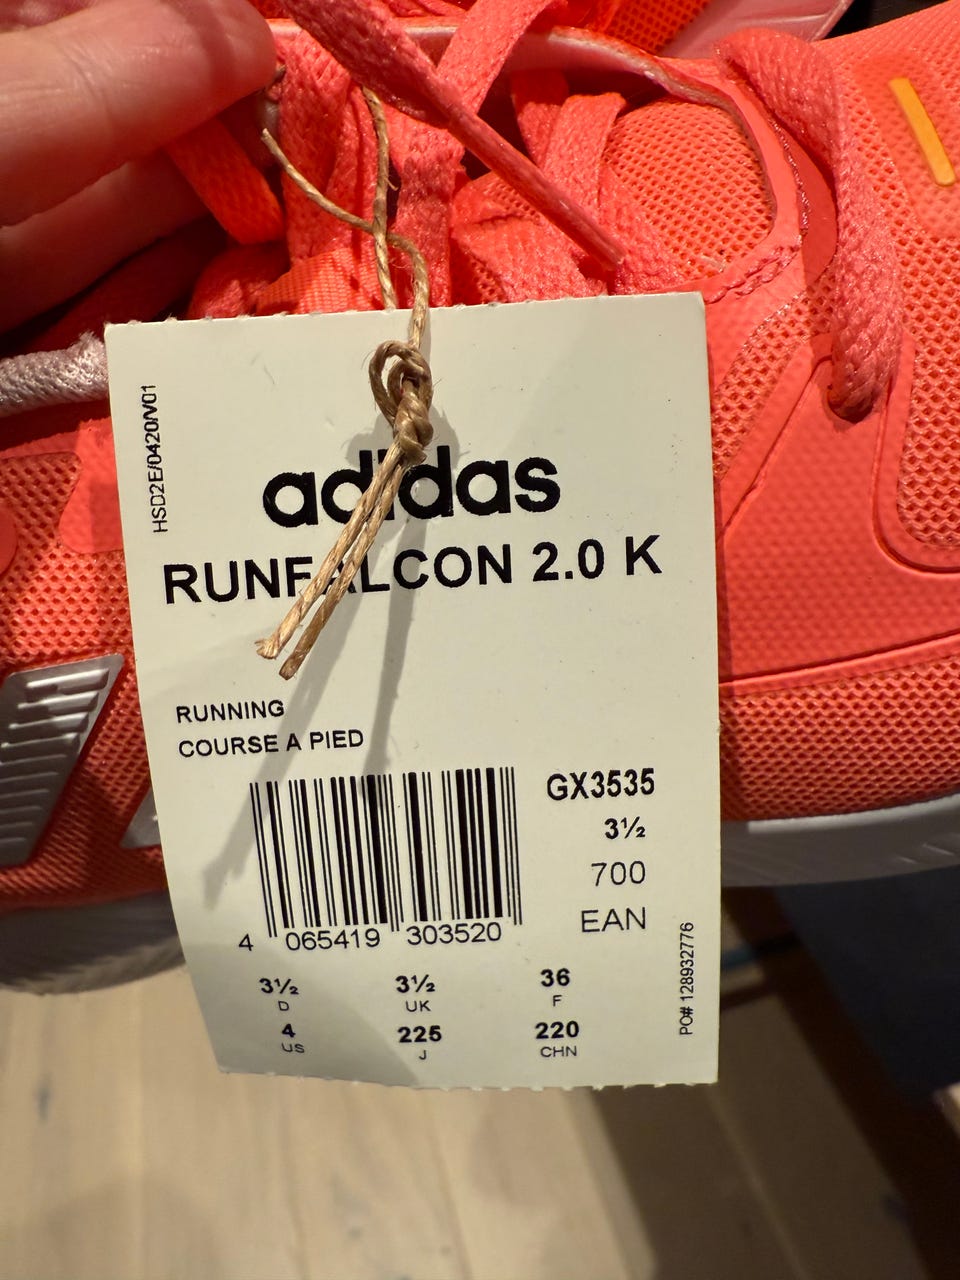 HSD2E/0420/V01
adidas
RUNFALCON 2.0 K
RUNNING
COURSE A PIED
GX3535
3½
700
EAN
4 065419 303520
3½ 3½ 36
D UK F
4 225 220
US J CHN
PO# 128932776